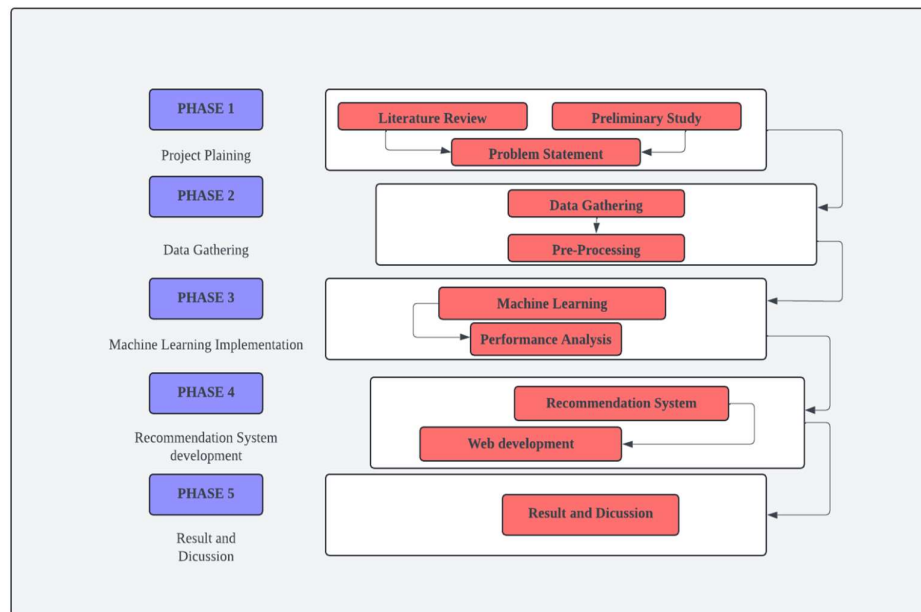 PHASE 1
Project Plaining
Literature Review
Preliminary Study
Problem Statement
PHASE 2
Data Gathering
Data Gathering
Pre-Processing
PHASE 3
Machine Learning Implementation
Machine Learning
Performance Analysis
PHASE 4
Recommendation System
development
Recommendation System
Web development
PHASE 5
Result and
Dicussion
Result and Dicussion